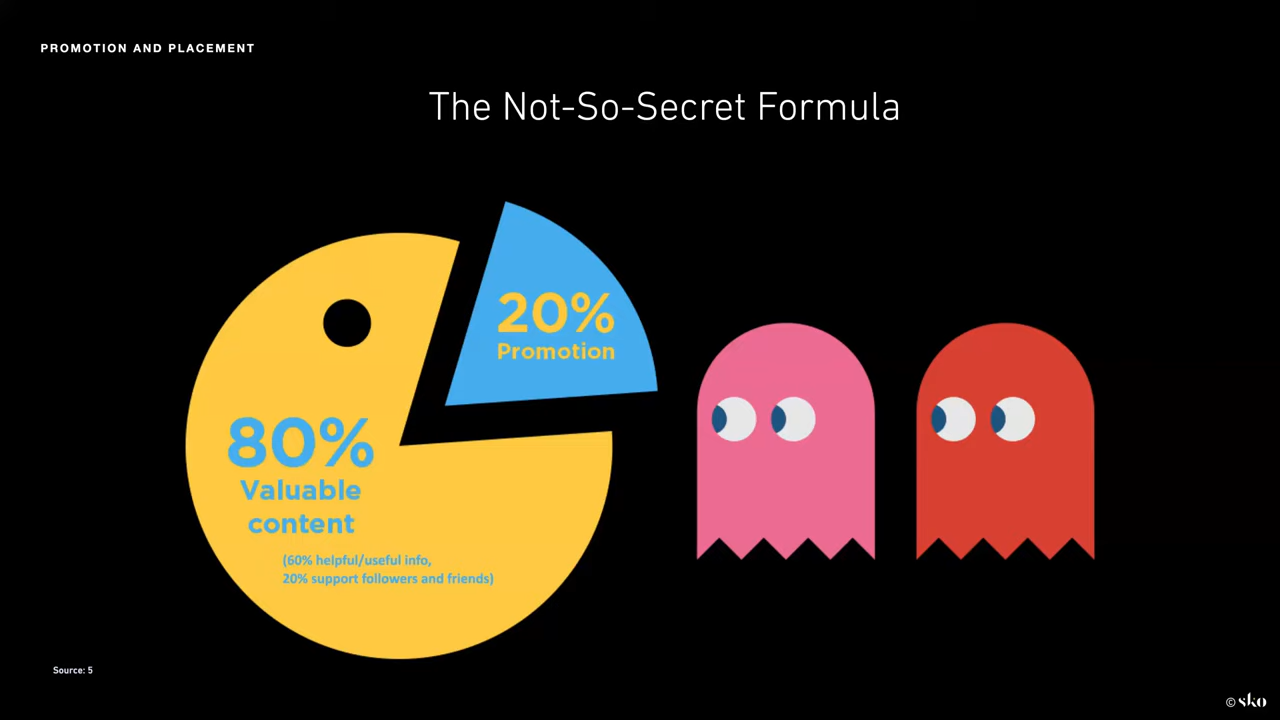 PROMOTION AND PLACEMENT
The Not-So-Secret Formula
20%
Promotion
80%
Valuable
content
(60% helpful/useful info,
20% support followers and friends)
Source: 5
© sko